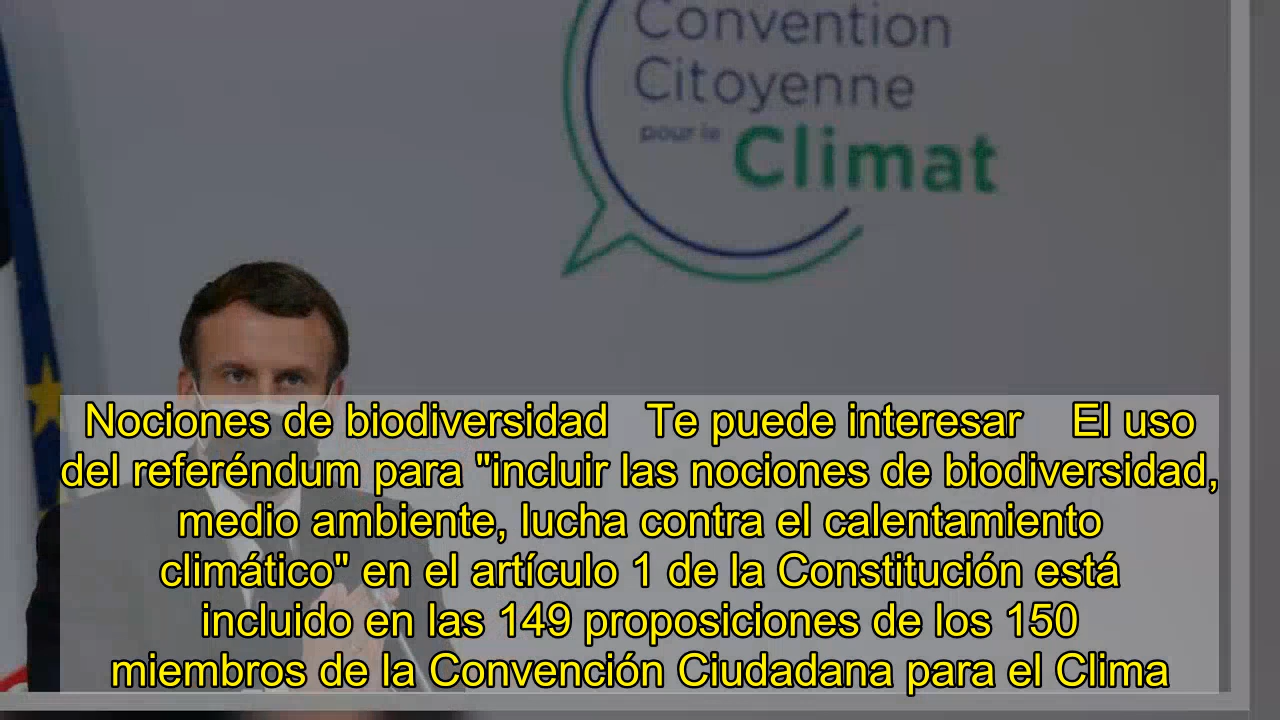 Convention
Citoyenne
pour le
Climat
Nociones de biodiversidad   Te puede interesar    El uso
del referéndum para "incluir las nociones de biodiversidad,
medio ambiente, lucha contra el calentamiento
climático" en el artículo 1 de la Constitución está
incluido en las 149 proposiciones de los 150
miembros de la Convención Ciudadana para el Clima